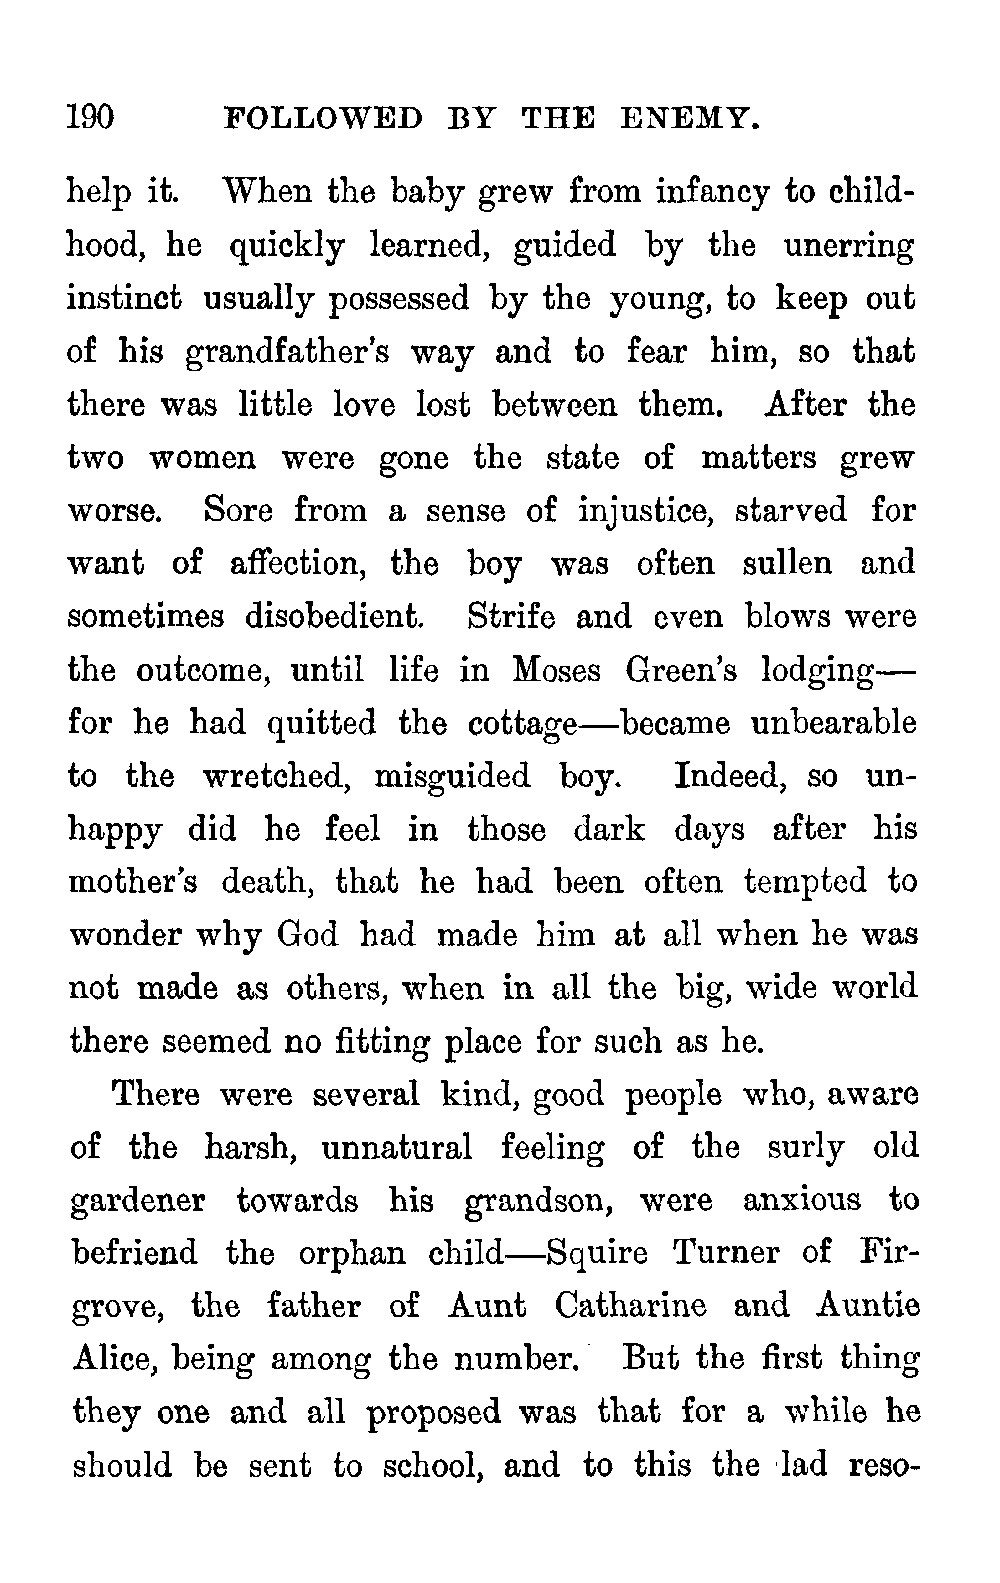 190 FOLLOWED BY THE ENEMY.
help it. When the baby grew from infancy to child-
hood, he quickly learned, guided by the unerring
instinct usually possessed by the young, to keep out
of his grandfather's way and to fear him, so that
there was little love lost between them. After the
two women were gone the state of matters grew
worse. Sore from a sense of injustice, starved for
want of affection, the boy was often sullen and
sometimes disobedient. Strife and even blows were
the outcome, until life in Moses Green's lodging—
for he had quitted the cottage—became unbearable
to the wretched, misguided boy. Indeed, so un-
happy did he feel in those dark days after his
mother's death, that he had been often tempted to
wonder why God had made him at all when he was
not made as others, when in all the big, wide world
there seemed no fitting place for such as he.
There were several kind, good people who, aware
of the harsh, unnatural feeling of the surly old
gardener towards his grandson, were anxious to
befriend the orphan child—Squire Turner of Fir-
grove, the father of Aunt Catharine and Auntie
Alice, being among the number. But the first thing
they one and all proposed was that for a while he
should be sent to school, and to this the lad reso-